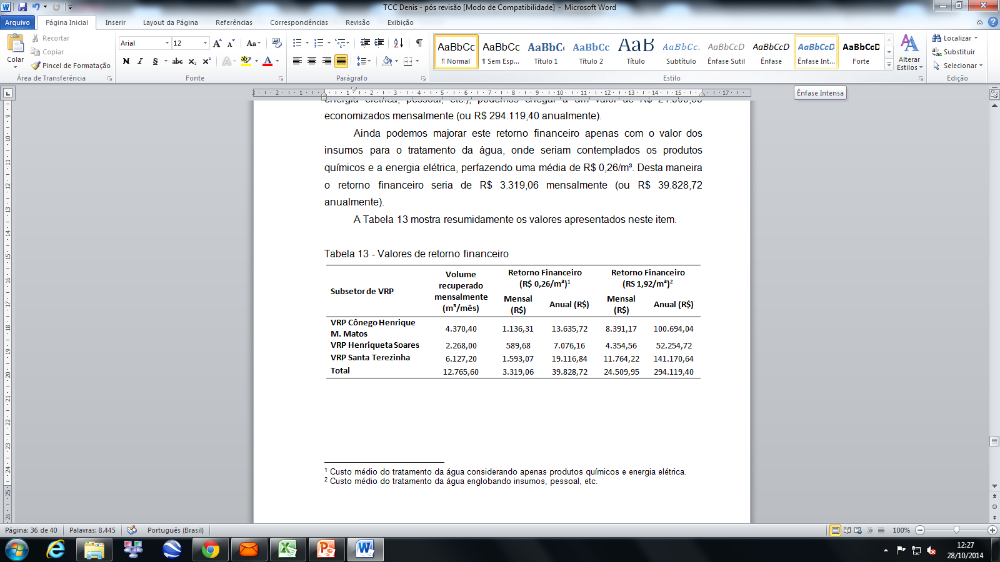 TCC Denis - pós revisão [Modo de Compatibilidade] - Microsoft Word
Arquivo Página Inicial Inserir Layout da Página Referências Correspondências Revisão Exibição
Colar
Recortar
Copiar
Pincel de Formatação
Área de Transferência
Arial 12
N I S abc x₂ x²
Fonte
Parágrafo
AaBbCc AaBbCc AaBbCc AaBbCc AaB AaBbCc. AaBbCcD AaBbCcD AaBbCcD AaBbCcD
¶ Normal ¶ Sem Esp... Título 1 Título 2 Título Subtítulo Ênfase Sutil Ênfase Ênfase Int... Forte
Estilo
Alterar Estilos
Localizar
Substituir
Selecionar
Edição
Ênfase Intensa
energia elétrica, pessoal, etc.), podemos chegar a um valor de R$
economizados mensalmente (ou R$ 294.119,40 anualmente).
Ainda podemos majorar este retorno financeiro apenas com o valor dos
insumos para o tratamento da água, onde seriam contemplados os produtos
químicos e a energia elétrica, perfazendo uma média de R$ 0,26/m³. Desta maneira
o retorno financeiro seria de R$ 3.319,06 mensalmente (ou R$ 39.828,72
anualmente).
A Tabela 13 mostra resumidamente os valores apresentados neste item.
Tabela 13 - Valores de retorno financeiro
Subsetor de VRP
Volume
recuperado
mensalmente
(m³/mês)
Retorno Financeiro
(R$ 0,26/m³)¹
Retorno Financeiro
(RS 1,92/m³)²
Mensal
(R$)
Anual (R$)
Mensal
(R$)
Anual (R$)
VRP Cônego Henrique
M. Matos
4.370,40 1.136,31 13.635,72 8.391,17 100.694,04
VRP Henriqueta Soares 2.268,00 589,68 7.076,16 4.354,56 52.254,72
VRP Santa Terezinha 6.127,20 1.593,07 19.116,84 11.764,22 141.170,64
Total 12.765,60 3.319,06 39.828,72 24.509,95 294.119,40
¹ Custo médio do tratamento da água considerando apenas produtos químicos e energia elétrica.
² Custo médio do tratamento da água englobando insumos, pessoal, etc.
Página: 36 de 40 Palavras: 8.445 Português (Brasil) 100%
12:27
28/10/2014